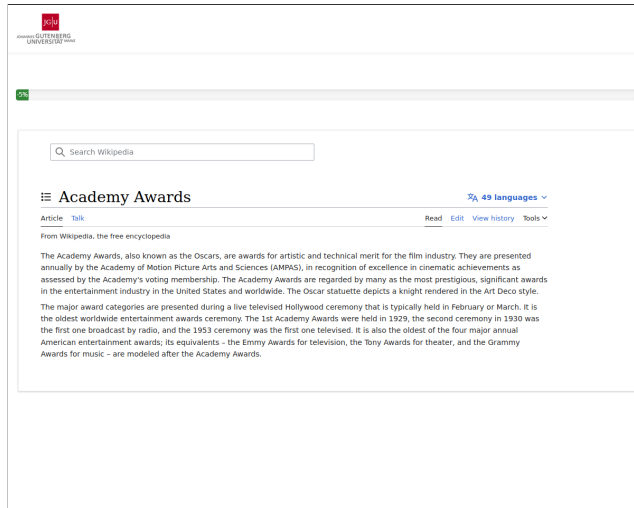 JG|U
JOHANNES GUTENBERG
UNIVERSITÄT MAINZ
-5%
Search Wikipedia
Academy Awards
49 languages
Article Talk Read Edit View history Tools
From Wikipedia, the free encyclopedia
The Academy Awards, also known as the Oscars, are awards for artistic and technical merit for the film industry. They are presented
annually by the Academy of Motion Picture Arts and Sciences (AMPAS), in recognition of excellence in cinematic achievements as
assessed by the Academy's voting membership. The Academy Awards are regarded by many as the most prestigious, significant awards
in the entertainment industry in the United States and worldwide. The Oscar statuette depicts a knight rendered in the Art Deco style.
The major award categories are presented during a live televised Hollywood ceremony that is typically held in February or March. It is
the oldest worldwide entertainment awards ceremony. The 1st Academy Awards were held in 1929, the second ceremony in 1930 was
the first one broadcast by radio, and the 1953 ceremony was the first one televised. It is also the oldest of the four major annual
American entertainment awards; its equivalents – the Emmy Awards for television, the Tony Awards for theater, and the Grammy
Awards for music – are modeled after the Academy Awards.